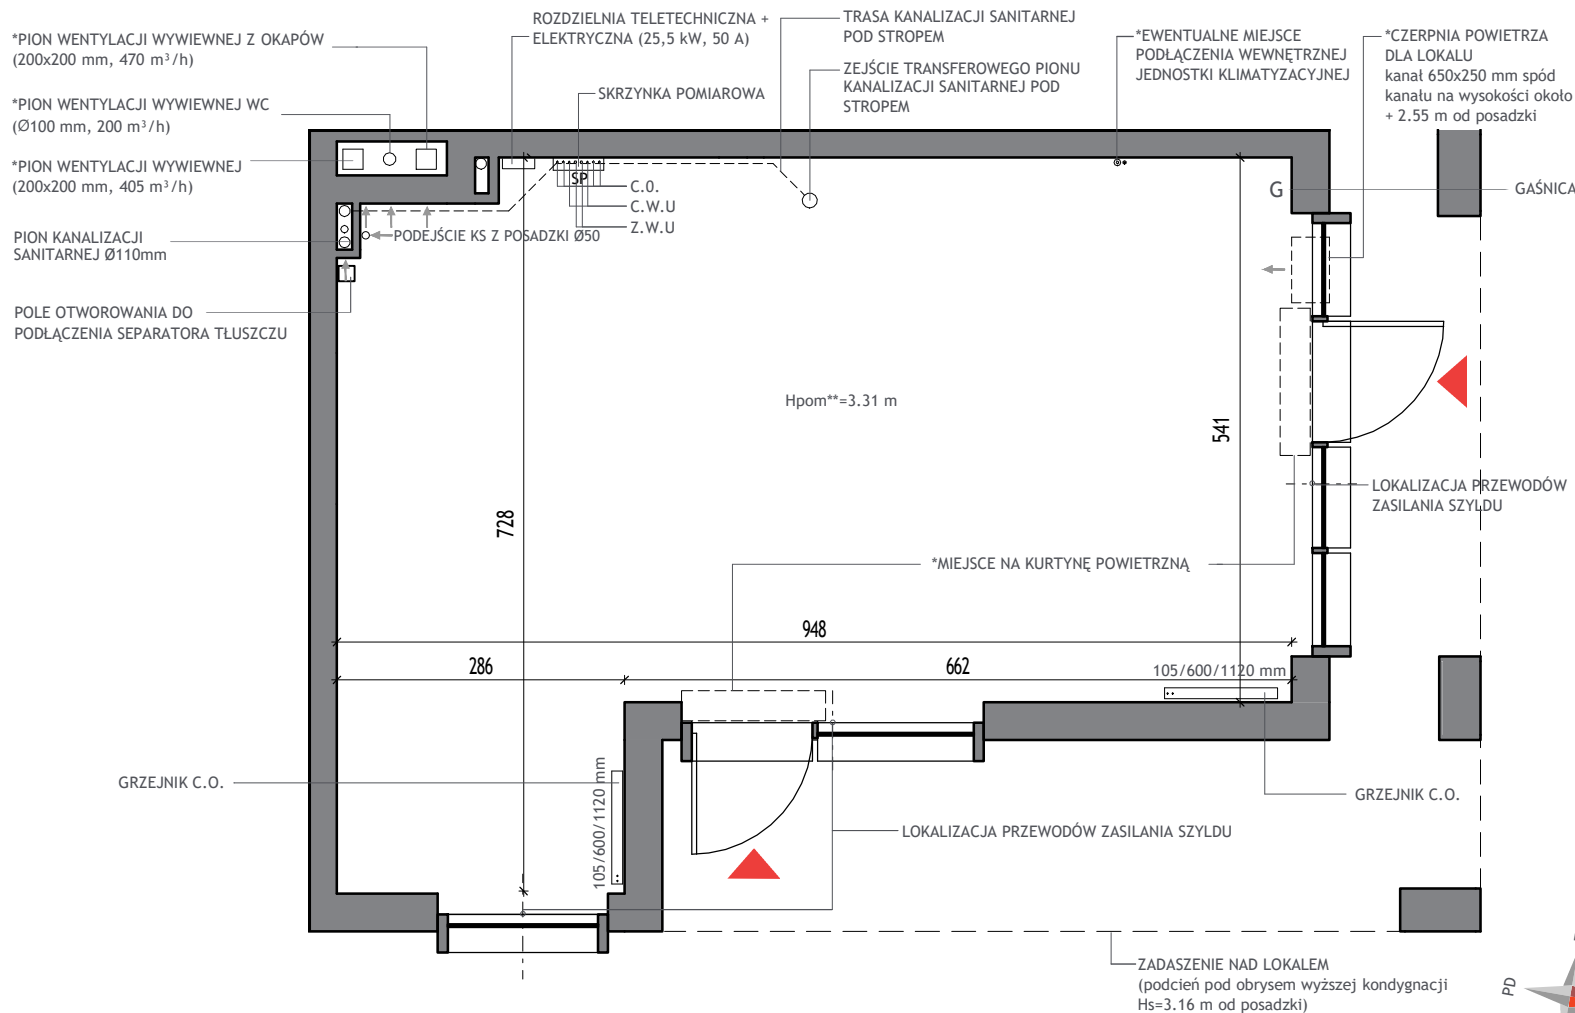 *PION WENTYLACJI WYWIEWNEJ Z OKAPÓW
(200x200 mm, 470 m³/h)
*PION WENTYLACJI WYWIEWNEJ WC
(Ø100 mm, 200 m³/h)
*PION WENTYLACJI WYWIEWNEJ
(200x200 mm, 405 m³/h)
PION KANALIZACJI
SANITARNEJ Ø110mm
POLE OTWOROWANIA DO
PODŁĄCZENIA SEPARATORA TŁUSZCZU
ROZDZIELNIA TELETECHNICZNA +
ELEKTRYCZNA (25,5 kW, 50 A)
SKRZYNKA POMIAROWA
TRASA KANALIZACJI SANITARNEJ
POD STROPEM
ZEJŚCIE TRANSFEROWEGO PIONU
KANALIZACJI SANITARNEJ POD
STROPEM
*EWENTUALNE MIEJSCE
PODŁĄCZENIA WEWNĘTRZNEJ
JEDNOSTKI KLIMATYZACYJNEJ
*CZERPNIA POWIETRZA
DLA LOKALU
kanał 650x250 mm spód
kanału na wysokości około
+ 2.55 m od posadzki
SP
C.O.
C.W.U
Z.W.U
PODEJŚCIE KS Z POSADZKI Ø50
G
GAŚNICA
Hpom**=3.31 m
541
728
LOKALIZACJA PRZEWODÓW
ZASILANIA SZYLDU
*MIEJSCE NA KURTYNĘ POWIETRZNĄ
948
286
662
105/600/1120 mm
GRZEJNIK C.O.
105/600/1120 mm
GRZEJNIK C.O.
LOKALIZACJA PRZEWODÓW ZASILANIA SZYLDU
ZADASZENIE NAD LOKALEM
(podcień pod obrysem wyższej kondygnacji
Hs=3.16 m od posadzki)
PD